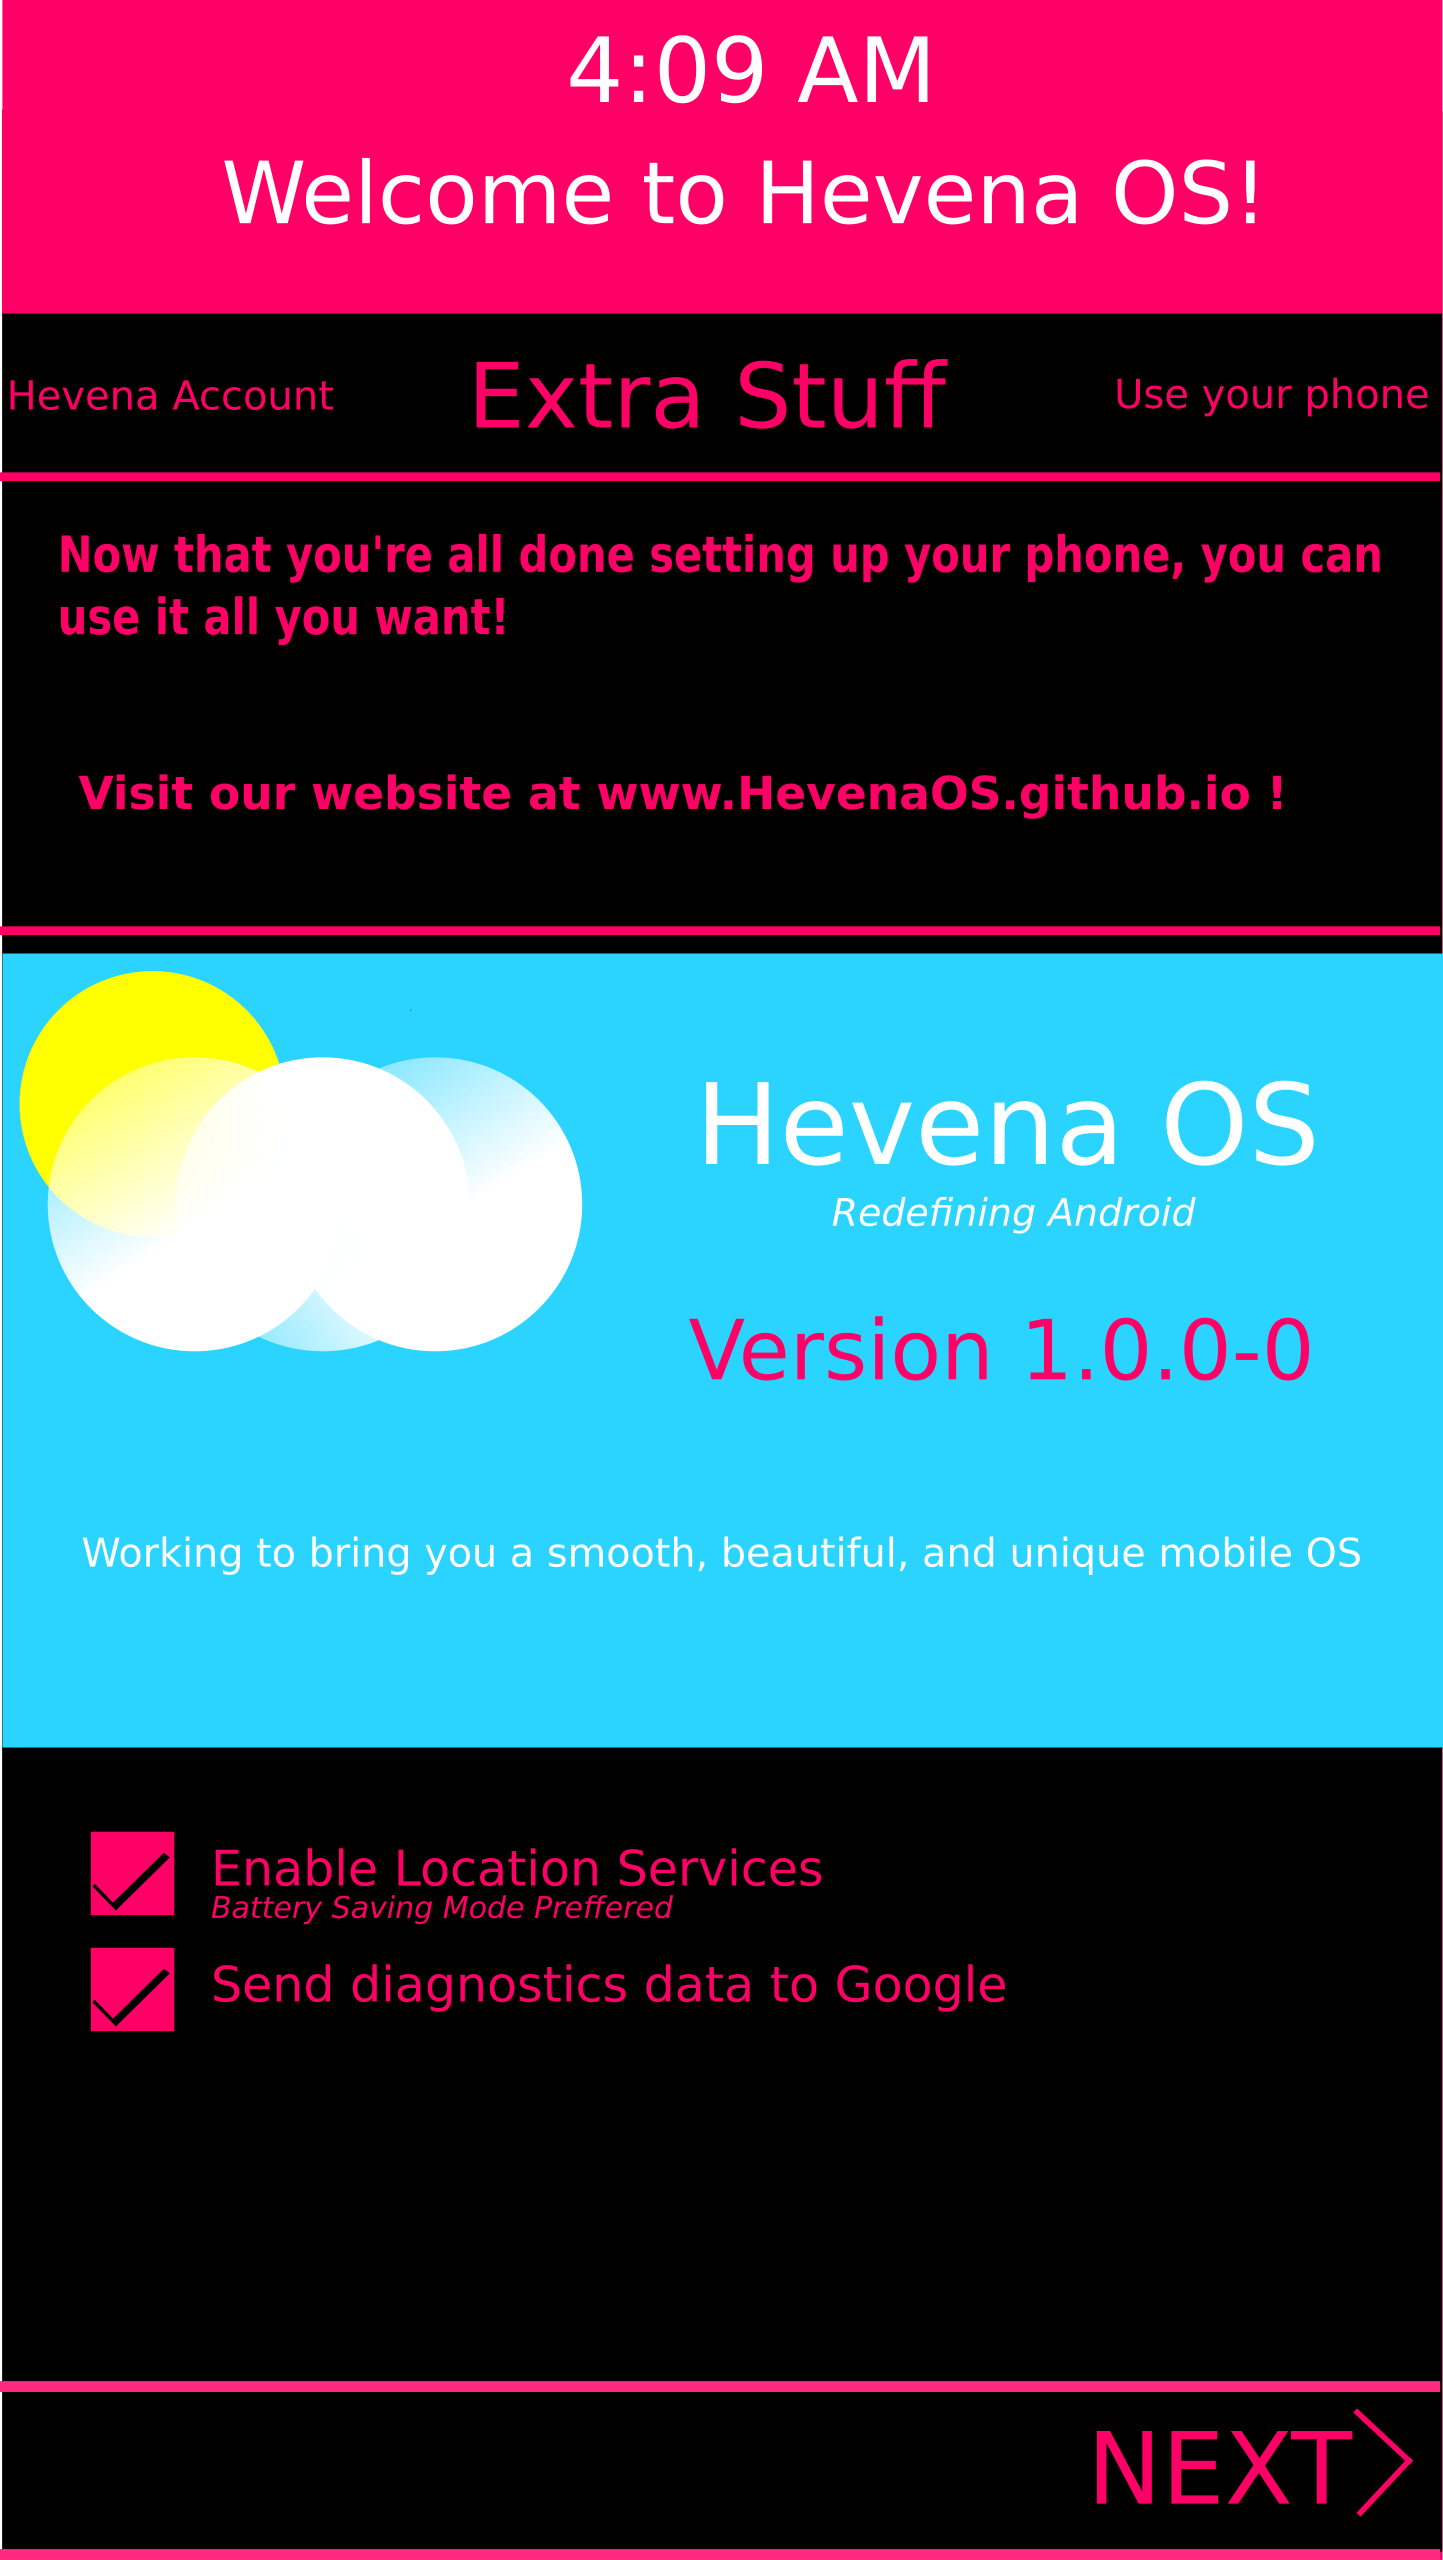 4:09 AM
Welcome to Hevena OS!
Hevena Account
Extra Stuff
Use your phone
Now that you're all done setting up your phone, you can
use it all you want!
Visit our website at www.HevenaOS.github.io !
Hevena OS
Redefining Android
Version 1.0.0-0
Working to bring you a smooth, beautiful, and unique mobile OS
Enable Location Services
Battery Saving Mode Preffered
Send diagnostics data to Google
NEXT